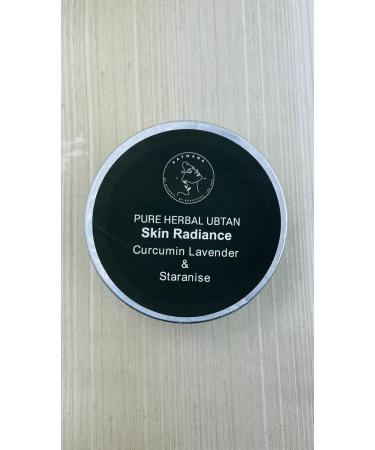 PURE HERBAL UBTAN
Skin Radiance
Curcumin Lavender
&
Staranise